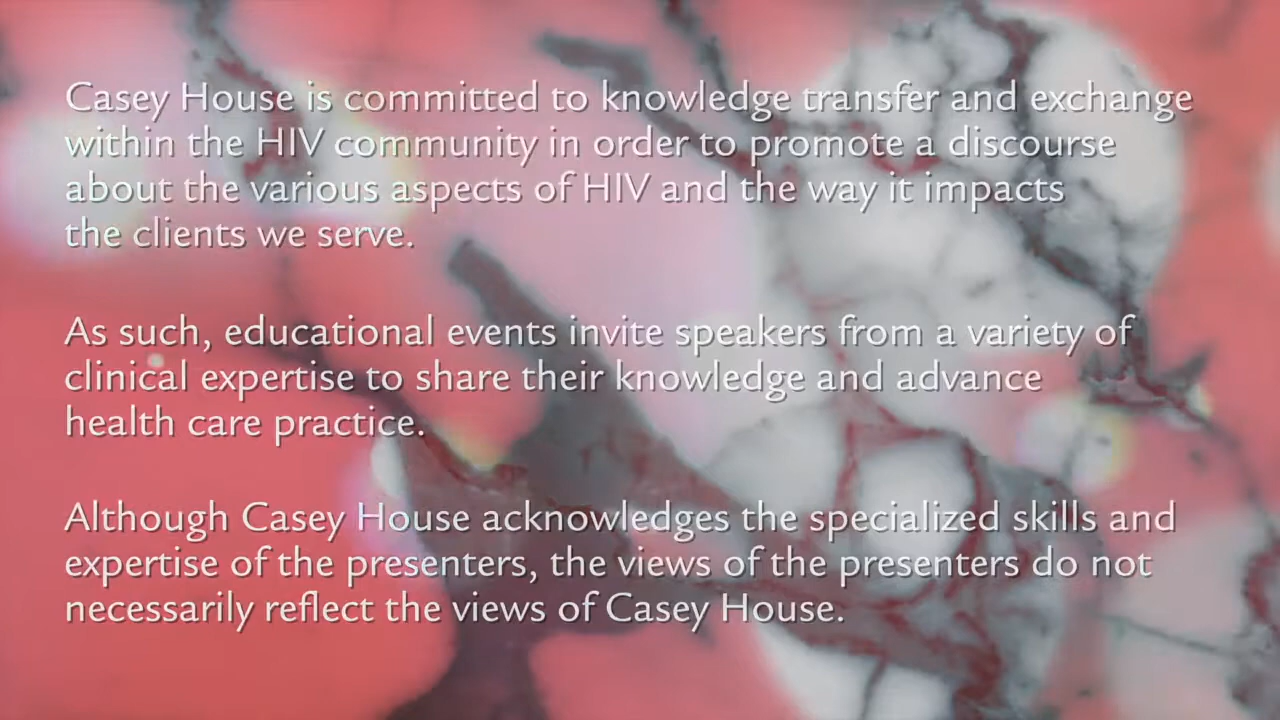 Casey House is committed to knowledge transfer and exchange
within the HIV community in order to promote a discourse
about the various aspects of HIV and the way it impacts
the clients we serve.
As such, educational events invite speakers from a variety of
clinical expertise to share their knowledge and advance
health care practice.
Although Casey House acknowledges the specialized skills and
expertise of the presenters, the views of the presenters do not
necessarily reflect the views of Casey House.